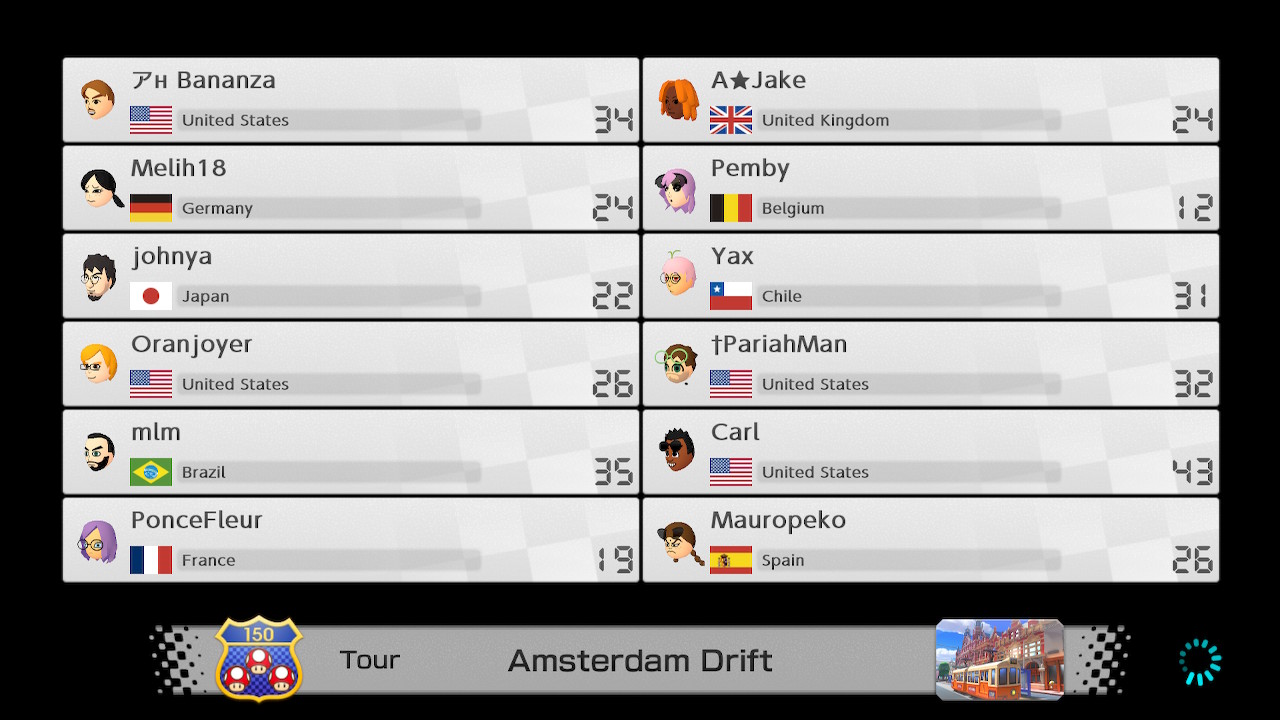 アн Bananza
United States
34
A★Jake
United Kingdom
24
Melih18
Germany
24
Pemby
Belgium
12
johnya
Japan
22
Yax
Chile
31
Oranjoyer
United States
26
†PariahMan
United States
32
mlm
Brazil
35
Carl
United States
43
PonceFleur
France
19
Mauropeko
Spain
26
150
Tour
Amsterdam Drift